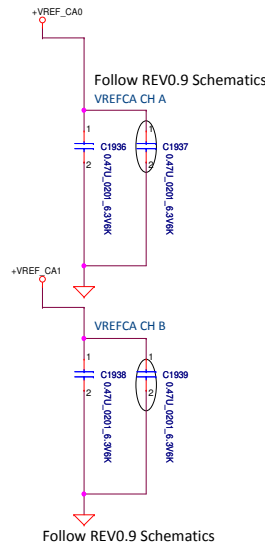 +VREF_CA0
Follow REV0.9 Schematics
VREFCA CH A
1
1
C1936
0.47U_0201_6.3V6K
C1937
0.47U_0201_6.3V6K
2
2
+VREF_CA1
VREFCA CH B
1
1
C1938
0.47U_0201_6.3V6K
C1939
0.47U_0201_6.3V6K
2
2
Follow REV0.9 Schematics